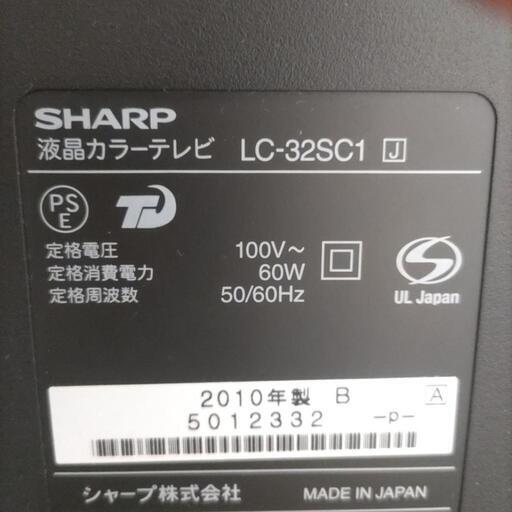 SHARP
液晶カラーテレビ LC-32SC1 J
PS
E
定格電圧 100V～
定格消費電力 60W
定格周波数 50/60Hz
UL Japan
2010年製 B A
5012332 -p-
シャープ株式会社 MADE IN JAPAN